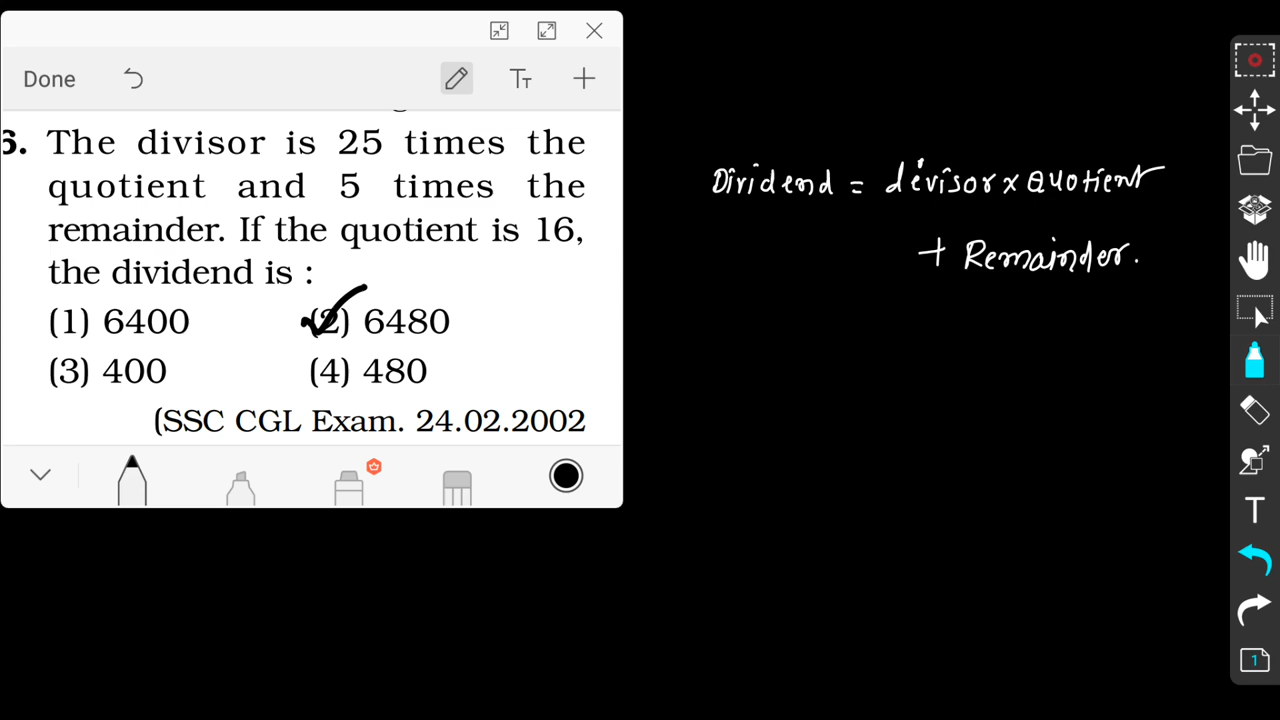 Done
6. The divisor is 25 times the
quotient and 5 times the
remainder. If the quotient is 16,
the dividend is :
(1) 6400 (2) 6480
(3) 400 (4) 480
(SSC CGL Exam. 24.02.2002
Dividend = divisor x Quotient
+ Remainder.
Tт
T
1